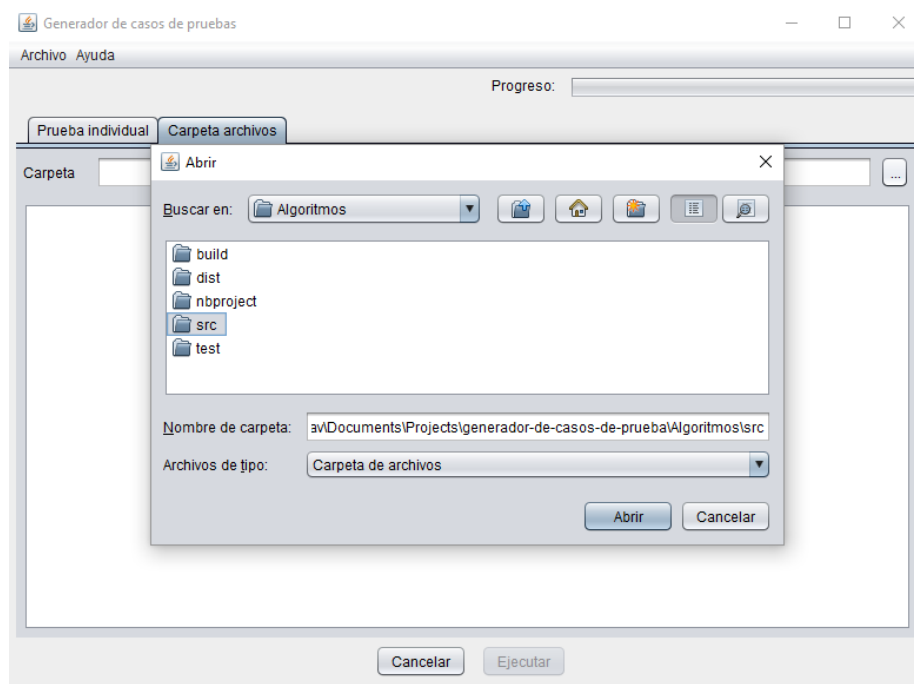 Generador de casos de pruebas
Archivo Ayuda
Progreso:
Prueba individual Carpeta archivos
Carpeta ...
Abrir
Buscar en: Algoritmos
build
dist
nbproject
src
test
Nombre de carpeta: av\Documents\Projects\generador-de-casos-de-prueba\Algoritmos\src
Archivos de tipo: Carpeta de archivos
Abrir Cancelar
Cancelar Ejecutar